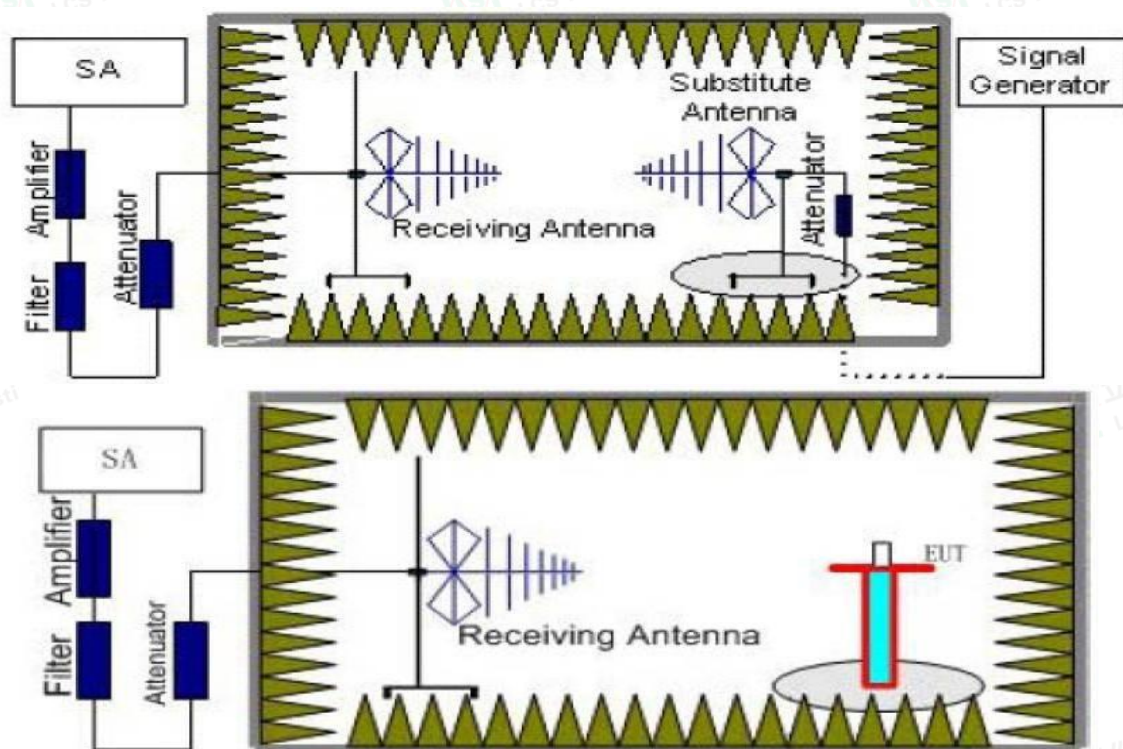 SA
Signal
Generator
Substitute
Antenna
Amplifier
Filter
Attenuator
Receiving Antenna
Attenuator
SA
Amplifier
Filter
Attenuator
Receiving Antenna
EUT